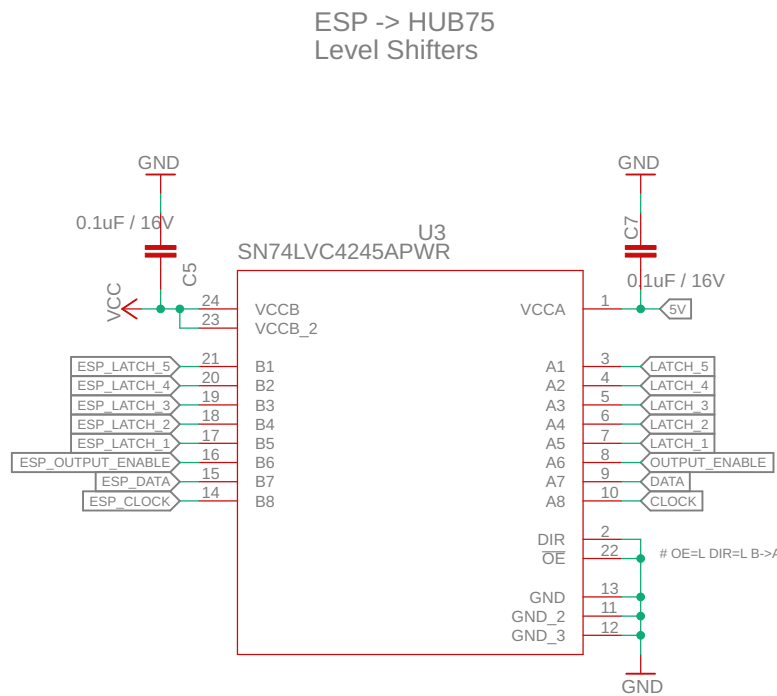 ESP -> HUB75
Level Shifters
GND
GND
0.1uF / 16V
C5
VCC
U3
SN74LVC4245APWR
C7
0.1uF / 16V
5V
24
VCCB
VCCA
1
23
VCCB_2
ESP_LATCH_5
21
B1
A1
3
LATCH_5
ESP_LATCH_4
20
B2
A2
4
LATCH_4
ESP_LATCH_3
19
B3
A3
5
LATCH_3
ESP_LATCH_2
18
B4
A4
6
LATCH_2
ESP_LATCH_1
17
B5
A5
7
LATCH_1
ESP_OUTPUT_ENABLE
16
B6
A6
8
OUTPUT_ENABLE
ESP_DATA
15
B7
A7
9
DATA
ESP_CLOCK
14
B8
A8
10
CLOCK
DIR
2
OE
22
# OE=L DIR=L B->A
GND
13
GND_2
11
GND_3
12
GND